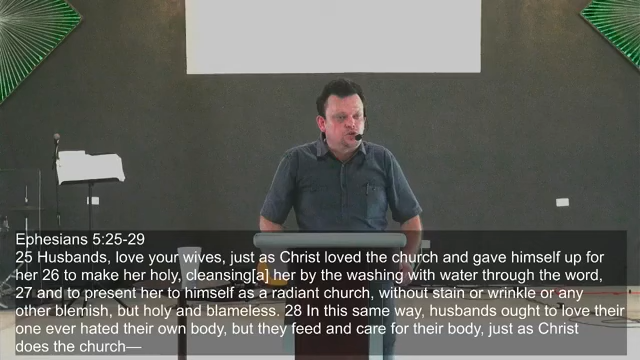 Ephesians 5:25-29
25 Husbands, love your wives, just as Christ loved the church and gave himself up for
her 26 to make her holy, cleansing[a] her by the washing with water through the word,
27 and to present her to himself as a radiant church, without stain or wrinkle or any
other blemish, but holy and blameless. 28 In this same way, husbands ought to love their
one ever hated their own body, but they feed and care for their body, just as Christ
does the church—